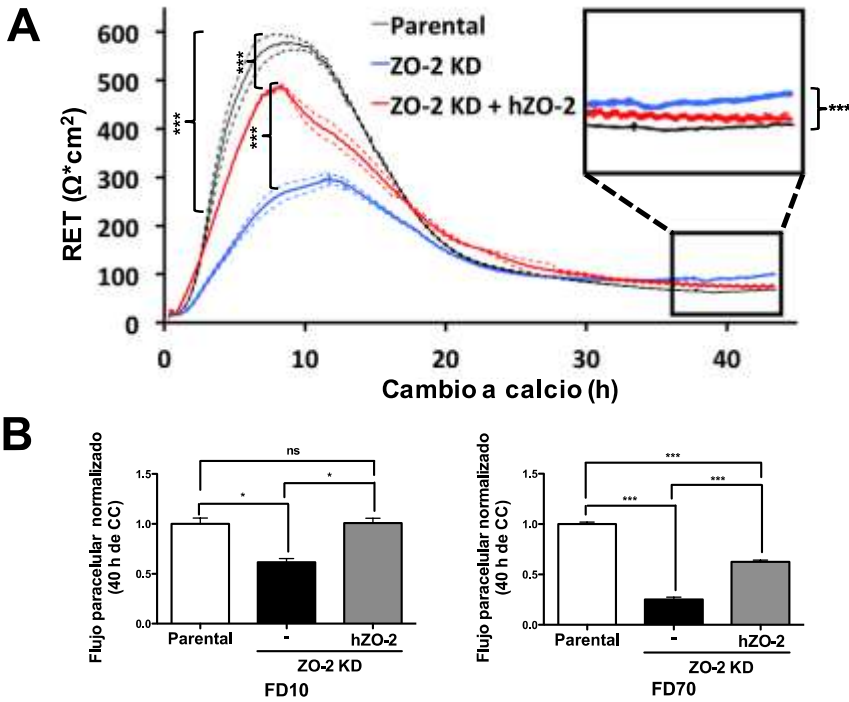 A
RET (Ω*cm2)
600
500
400
300
200
100
0
***
***
***
Parental
ZO-2 KD
ZO-2 KD + hZO-2
***
0 10 20 30 40
Cambio a calcio (h)
B
Flujo paracelular normalizado
(40 h de CC)
1.5
1.0
0.5
0.0
ns
* *
Parental - hZO-2
ZO-2 KD
FD10
Flujo paracelular normalizado
(40 h de CC)
1.5
1.0
0.5
0.0
***
*** ***
Parental - hZO-2
ZO-2 KD
FD70